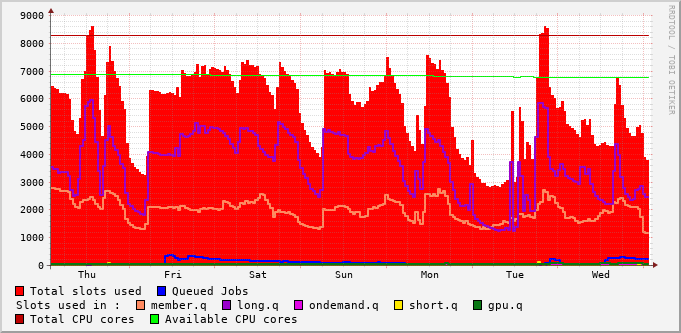 9000
8000
7000
6000
5000
4000
3000
2000
1000
0
Thu Fri Sat Sun Mon Tue Wed
RRDTOOL / TOBI OETIKER
Total slots used Queued Jobs
Slots used in : member.q long.q ondemand.q short.q gpu.q
Total CPU cores Available CPU cores